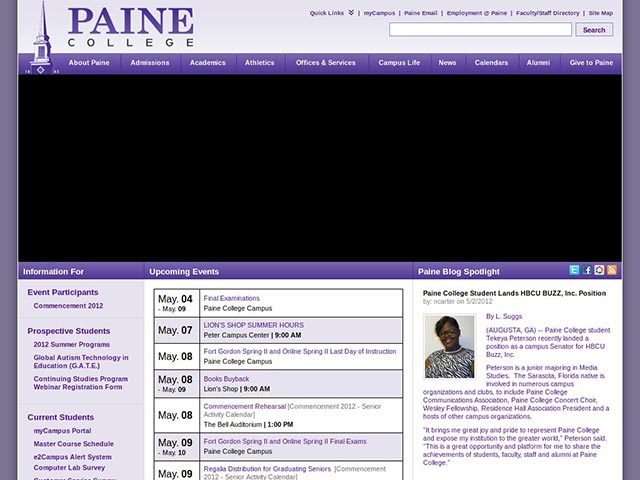 PAINE
COLLEGE
18 82
Quick Links | myCampus | Paine Email | Employment @ Paine | Faculty/Staff Directory | Site Map
Search
About Paine
Admissions
Academics
Athletics
Offices & Services
Campus Life
News
Calendars
Alumni
Give to Paine
Information For
Event Participants
Commencement 2012
Prospective Students
2012 Summer Programs
Global Autism Technology in
Education (G.A.T.E.)
Continuing Studies Program
Webinar Registration Form
Current Students
myCampus Portal
Master Course Schedule
e2Campus Alert System
Computer Lab Survey
Customer Service Survey
Upcoming Events
May. 04
- May. 09
Final Examinations
Paine College Campus
May. 07
LION'S SHOP SUMMER HOURS
Peter Campus Center | 9:00 AM
May. 08
Fort Gordon Spring II and Online Spring II Last Day of Instruction
Paine College Campus
May. 08
- May. 09
Books Buyback
Lion's Shop | 9:00 AM
May. 08
Commencement Rehearsal [Commencement 2012 - Senior
Activity Calendar]
The Bell Auditorium | 1:00 PM
May. 09
- May. 10
Fort Gordon Spring II and Online Spring II Final Exams
Paine College Campus
May. 09
Regalia Distribution for Graduating Seniors [Commencement
2012 - Senior Activity Calendar]
Paine Blog Spotlight
Paine College Student Lands HBCU BUZZ, Inc. Position
by: ncarter on 5/2/2012
By L. Suggs
(AUGUSTA, GA) -- Paine College student
Tekeya Peterson recently landed a
position as a campus Senator for HBCU
Buzz, Inc.
Peterson is a junior majoring in Media
Studies. The Sarasota, Florida native is
involved in numerous campus
organizations and clubs, to include Paine College
Communications Association, Paine College Concert Choir,
Wesley Fellowship, Residence Hall Association President and a
hosts of other campus organizations.
"It brings me great joy and pride to represent Paine College
and expose my institution to the greater world," Peterson said.
"This is a great opportunity and platform for me to share the
achievements of students, faculty, staff and alumni at Paine
College."